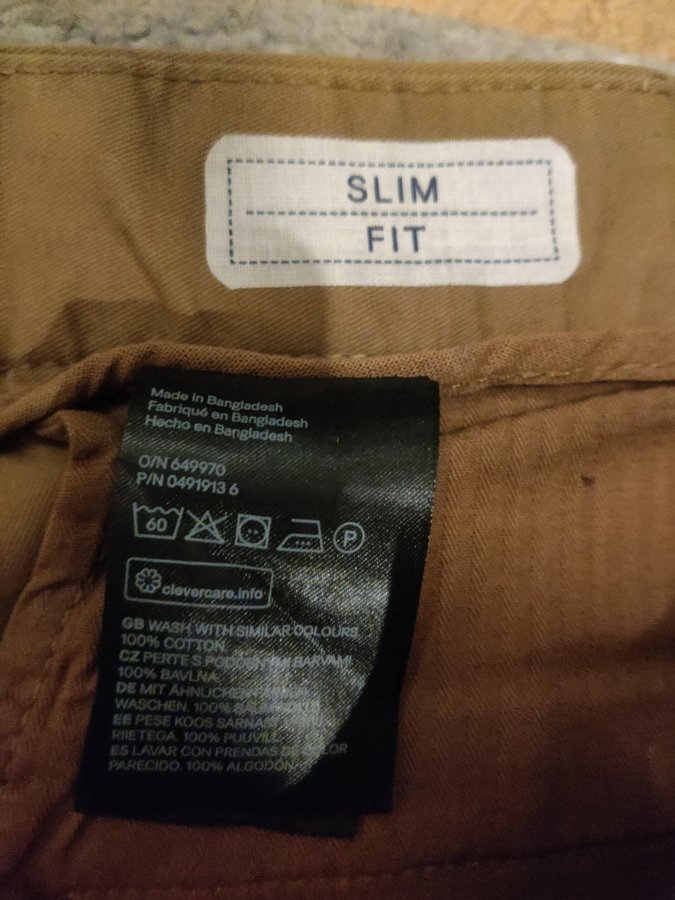 SLIM
FIT
Made in Bangladesh
Fabriqué en Bangladesh
Hecho en Bangladesh
O/N 649970
P/N 0491913 6
60
P
clevercare.info
GB WASH WITH SIMILAR COLOURS.
100% COTTON.
CZ PERTE S PODOBNÝMI BARVAMI.
100% BAVLNA.
DE MIT ÄHNLICHEN
WASCHEN. 100%
EE PESE KOOS SARNAST
RIIETEGA. 100% PUUVILL.
ES LAVAR CON PRENDAS DE COLOR
PARECIDO. 100% ALGODÓN.